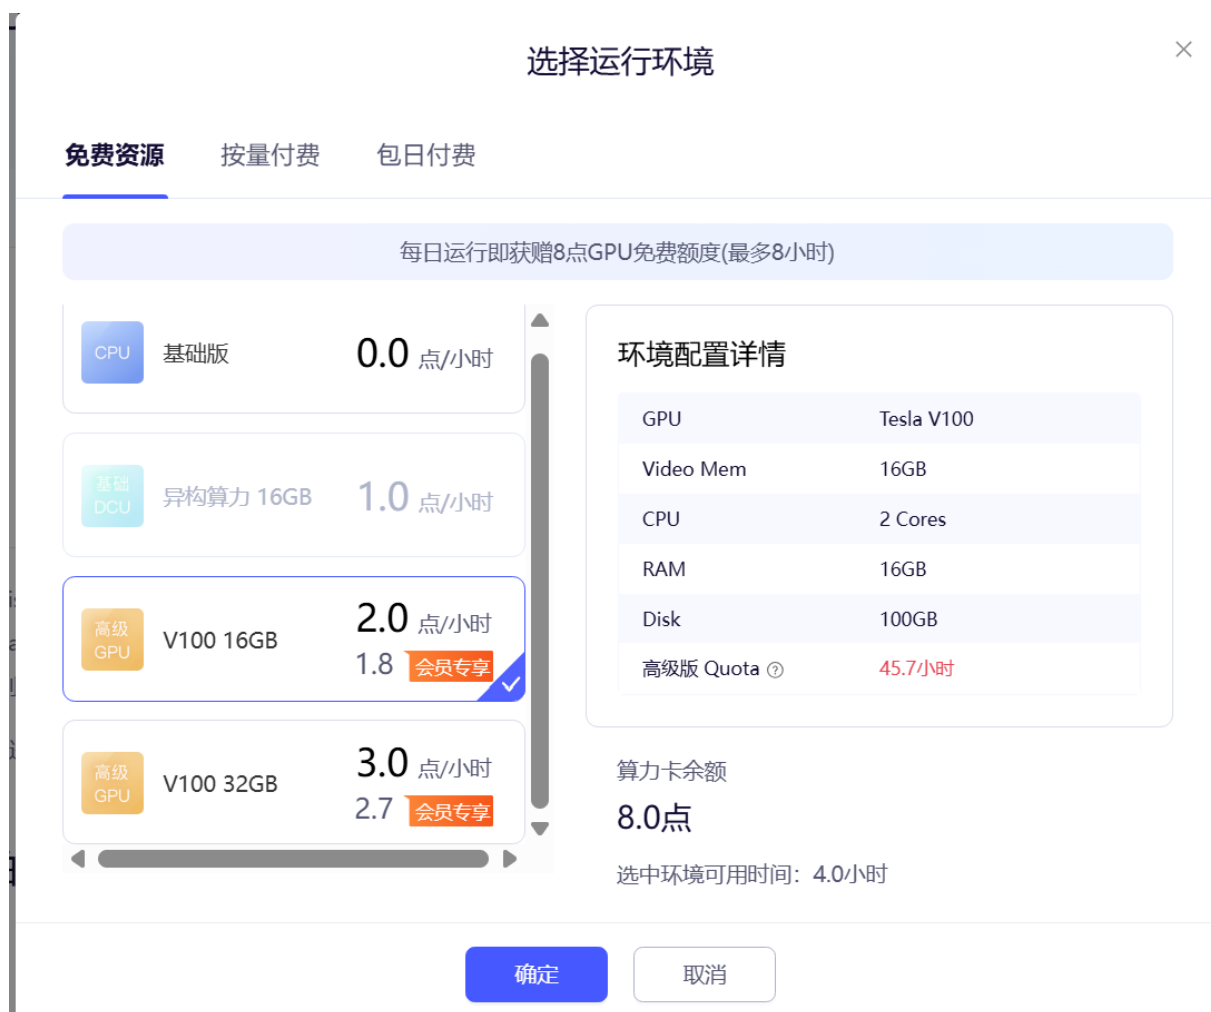 选择运行环境
免费资源
按量付费
包日付费
每日运行即获赠8点GPU免费额度(最多8小时)
CPU
基础版
0.0 点/小时
基础
DCU
异构算力 16GB
1.0 点/小时
高级
GPU
V100 16GB
2.0 点/小时
1.8 会员专享
高级
GPU
V100 32GB
3.0 点/小时
2.7 会员专享
环境配置详情
GPU Tesla V100
Video Mem 16GB
CPU 2 Cores
RAM 16GB
Disk 100GB
高级版 Quota ? 45.7小时
算力卡余额
8.0点
选中环境可用时间：4.0小时
确定
取消